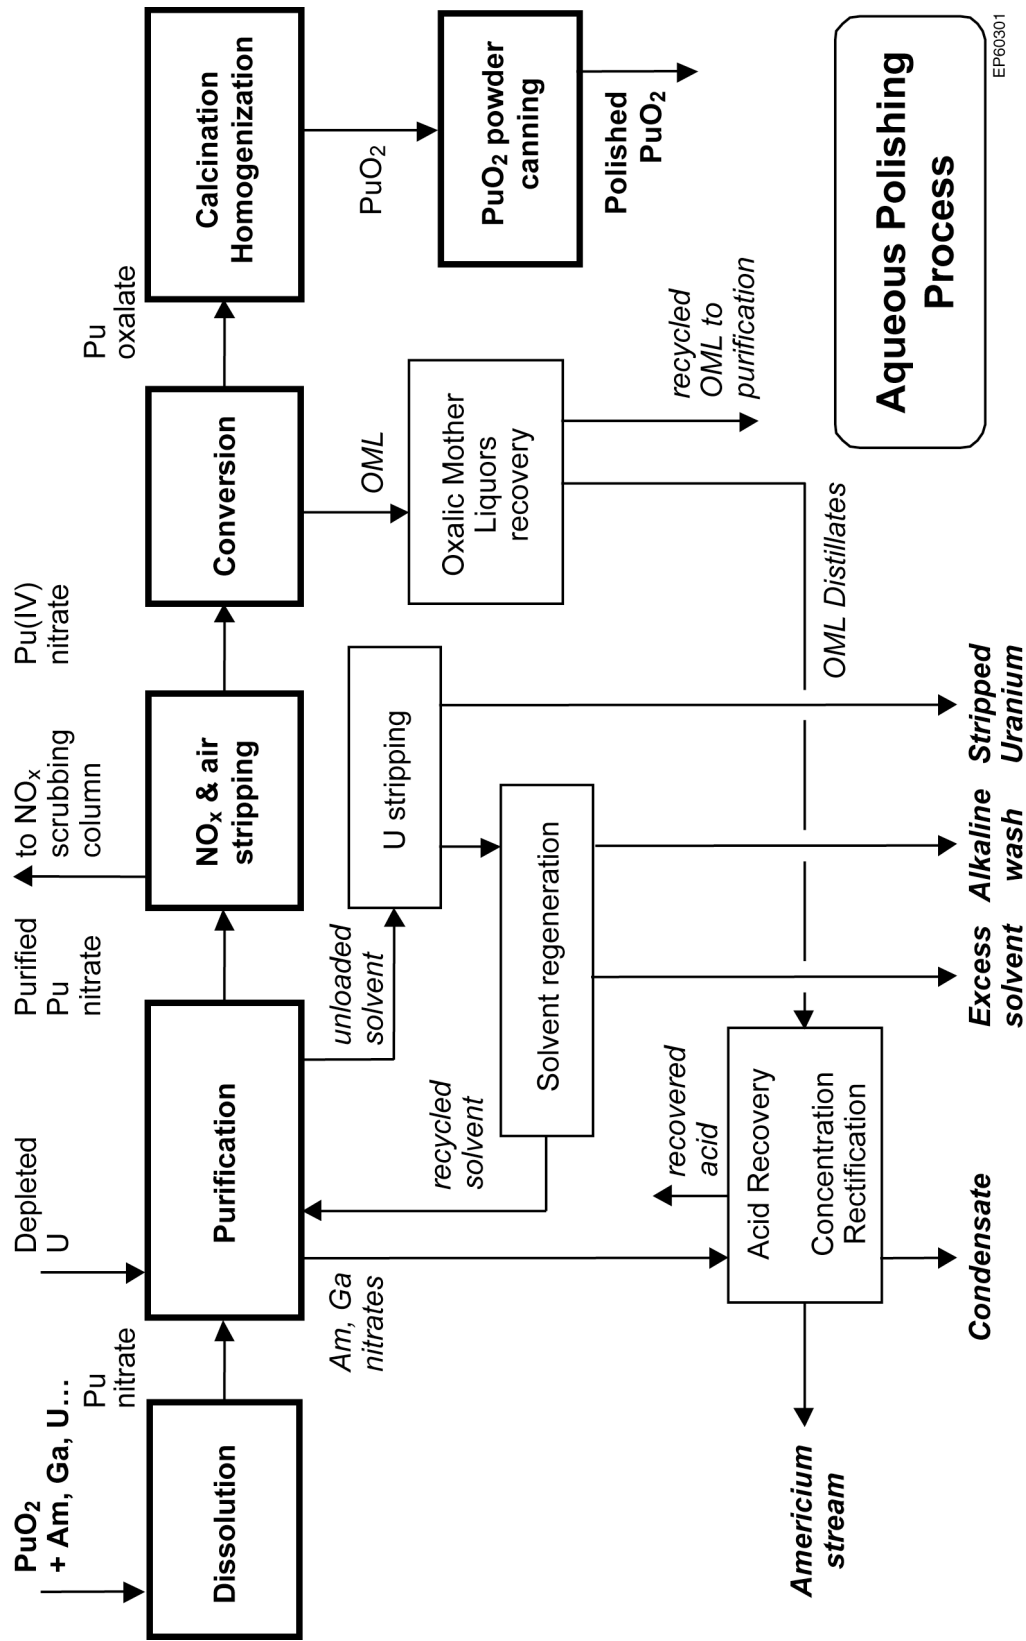 PuO2
+ Am, Ga, U...
Dissolution
Pu
nitrate
Depleted
U
Purification
Purified
Pu
nitrate
to NOx
scrubbing
column
NOx & air
stripping
Pu(IV)
nitrate
Conversion
Pu
oxalate
Calcination
Homogenization
PuO2
PuO2 powder
canning
Polished
PuO2
OML
Oxalic Mother
Liquors
recovery
recycled
OML to
purification
OML Distillates
unloaded
solvent
U stripping
recycled
solvent
Solvent regeneration
Am, Ga
nitrates
recovered
acid
Acid Recovery
Concentration
Rectification
Americium
stream
Condensate
Excess
solvent
Alkaline
wash
Stripped
Uranium
Aqueous Polishing
Process
EP60301